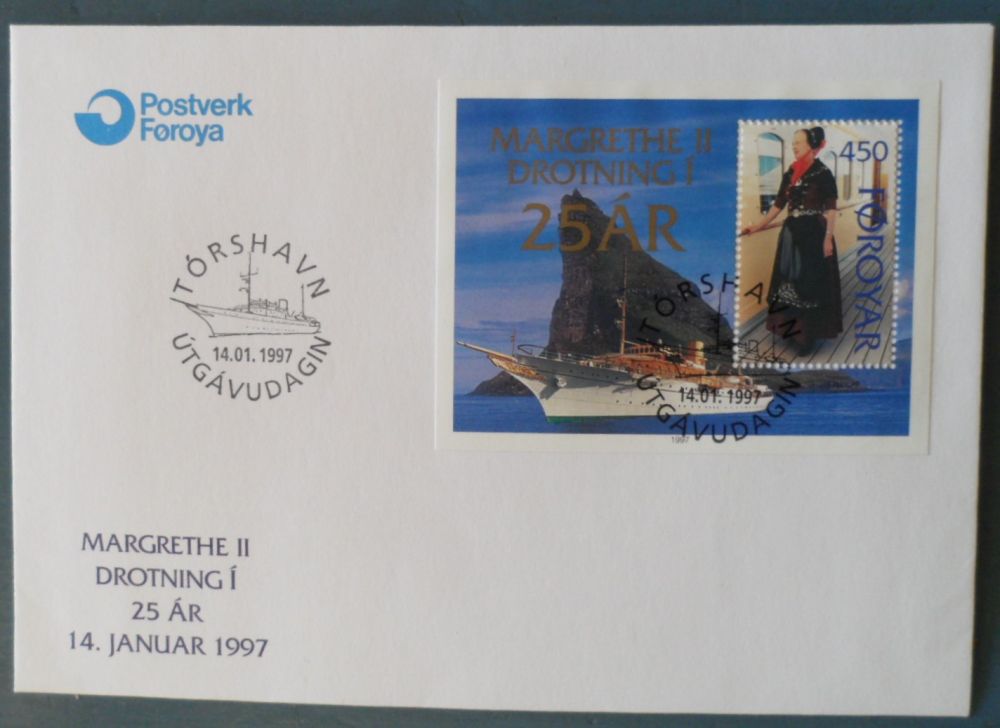 Postverk
Føroya
MARGRETHE II
DROTNING Í
25 ÁR
450
FØROYAR
TÓRSHAVN
14.01.1997
ÚTGÁVUDAGIN
1997
TÓRSHAVN
14.01.1997
ÚTGÁVUDAGIN
MARGRETHE II
DROTNING Í
25 ÁR
14. JANUAR 1997